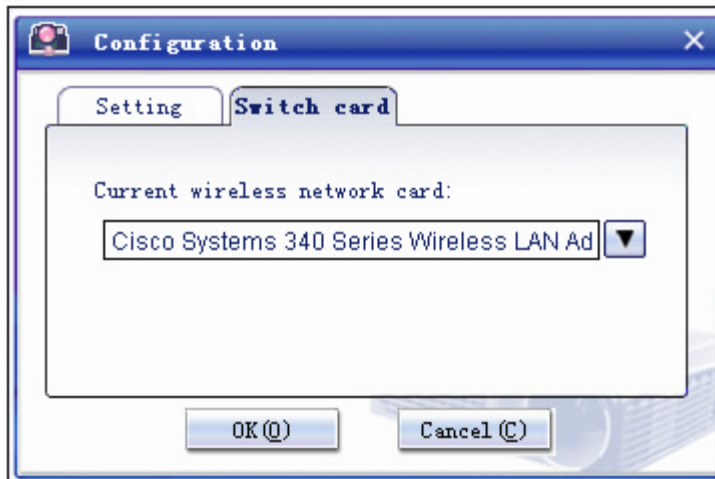 Configuration
Setting
Switch card
Current wireless network card:
Cisco Systems 340 Series Wireless LAN Ad
OK(O)
Cancel(C)